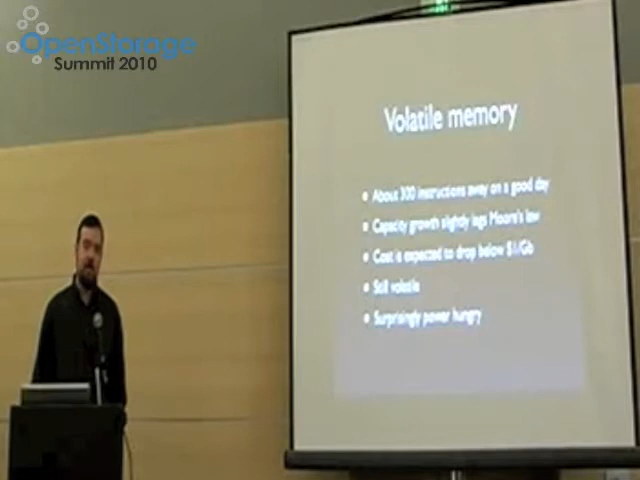 OpenStorage
Summit 2010
Volatile memory
• About 300 instructions away on a good day
• Capacity growth slightly lags Moore's law
• Cost is expected to drop below $1/Gb
• Still volatile
• Surprisingly power hungry